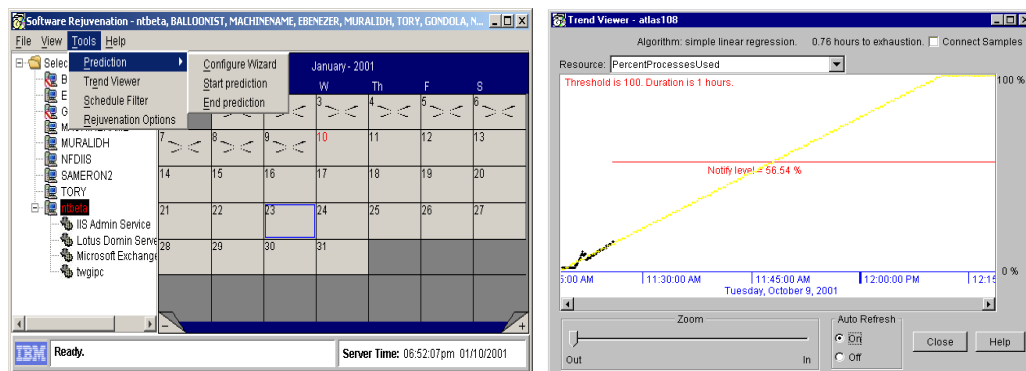 Software Rejuvenation - ntbeta, BALLOONIST, MACHINENAME, EBENEZER, MURALIDH, TORY, GONDOLA, N...
File View Tools Help
Selec
Prediction
Trend Viewer
Schedule Filter
Rejuvenation Options
Configure Wizard
Start prediction
End prediction
B
E
G
MURALIDH
NFDIIS
SAMERON2
TORY
ntbeta
IIS Admin Service
Lotus Domin Serve
Microsoft Exchange
twgipc
January - 2001
W Th F S
3 4 5 6
7 8 9 10 11 12 13
14 15 16 17 18 19 20
21 22 23 24 25 26 27
28 29 30 31
IBM Ready. Server Time: 06:52:07pm 01/10/2001
Trend Viewer - atlas108
Algorithm: simple linear regression. 0.76 hours to exhaustion. Connect Samples
Resource: PercentProcessesUsed
Threshold is 100. Duration is 1 hours.
100 %
Notify level = 56.54 %
0 %
5:00 AM 11:30:00 AM 11:45:00 AM 12:00:00 PM 12:15
Tuesday, October 9, 2001
Zoom
Out In
Auto Refresh
On
Off
Close Help